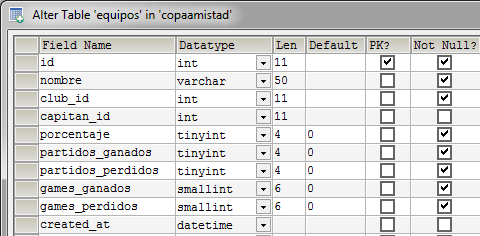 Alter Table 'equipos' in 'copaamistad'
Field Name Datatype Len Default PK? Not Null?
id int 11
nombre varchar 50
club_id int 11
capitan_id int 11
porcentaje tinyint 4 0
partidos_ganados tinyint 4 0
partidos_perdidos tinyint 4 0
games_ganados smallint 6 0
games_perdidos smallint 6 0
created_at datetime